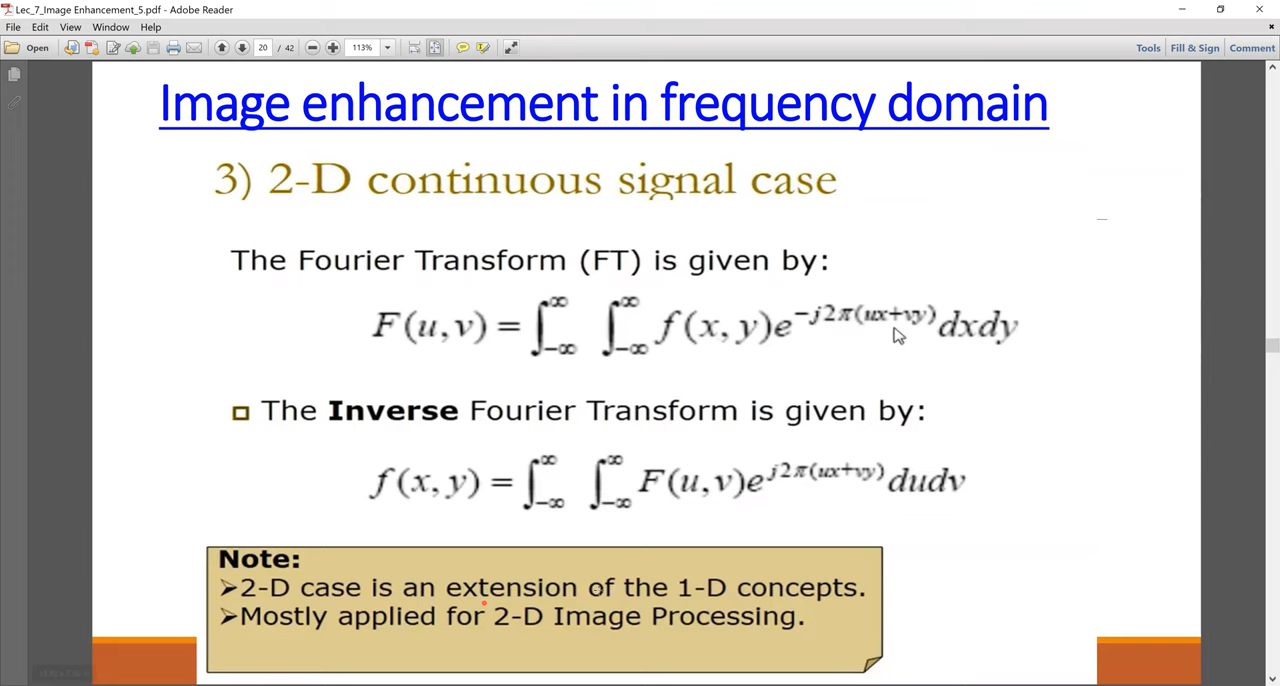 Lec_7_Image Enhancement_5.pdf - Adobe Reader
File Edit View Window Help
Open 20 / 42 113% Tools Fill & Sign Comment
Image enhancement in frequency domain
3) 2-D continuous signal case
The Fourier Transform (FT) is given by:
F(u,v) = ∫_{-∞}^{∞} ∫_{-∞}^{∞} f(x,y)e^{-j2π(ux+vy)}dxdy
The Inverse Fourier Transform is given by:
f(x,y) = ∫_{-∞}^{∞} ∫_{-∞}^{∞} F(u,v)e^{j2π(ux+vy)}dudv
Note:
➢2-D case is an extension of the 1-D concepts.
➢Mostly applied for 2-D Image Processing.